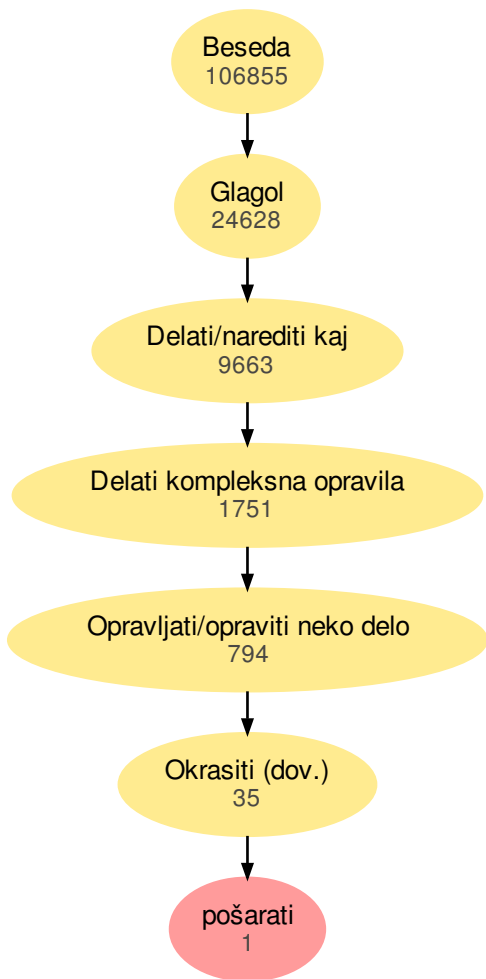 Beseda
106855
Glagol
24628
Delati/narediti kaj
9663
Delati kompleksna opravila
1751
Opravljati/opraviti neko delo
794
Okrasiti (dov.)
35
pošarati
1